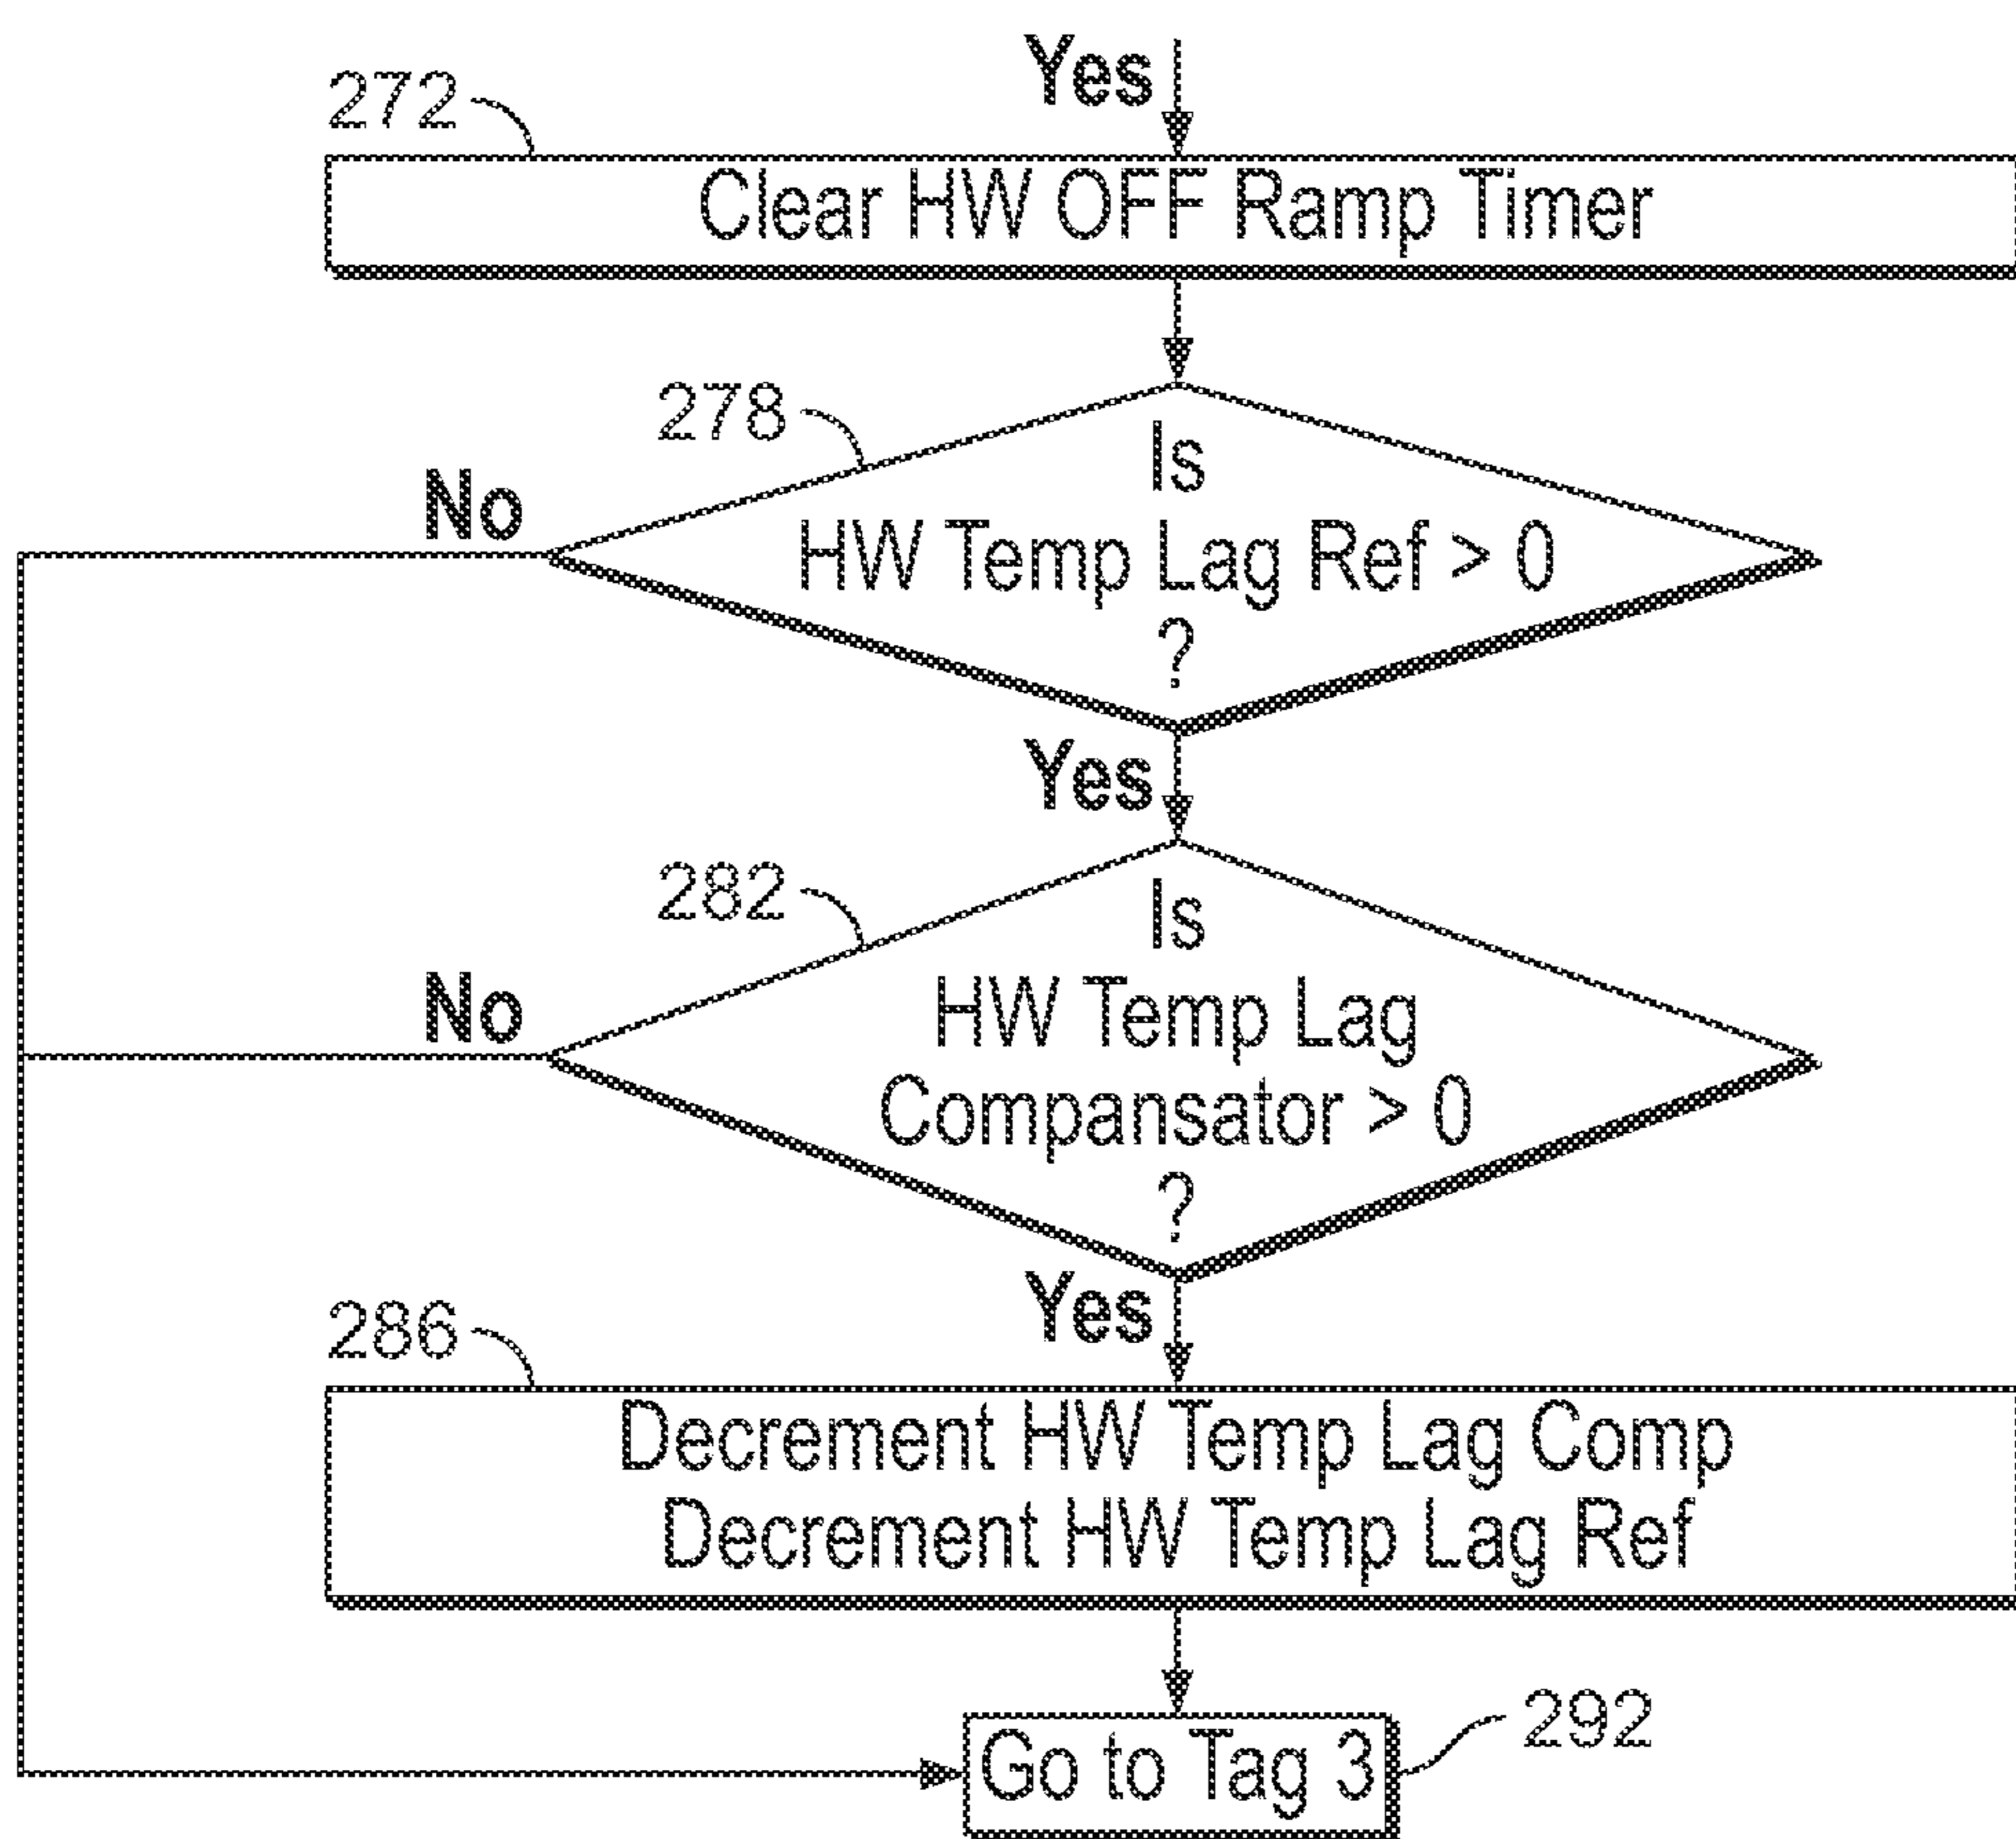 Yes
272
Clear HW OFF Ramp Timer
278
Is
No
HW Temp Lag Ref > 0
?
Yes
282
Is
No
HW Temp Lag
Compansator > 0
?
Yes
286
Decrement HW Temp Lag Comp
Decrement HW Temp Lag Ref
292
Go to Tag 3